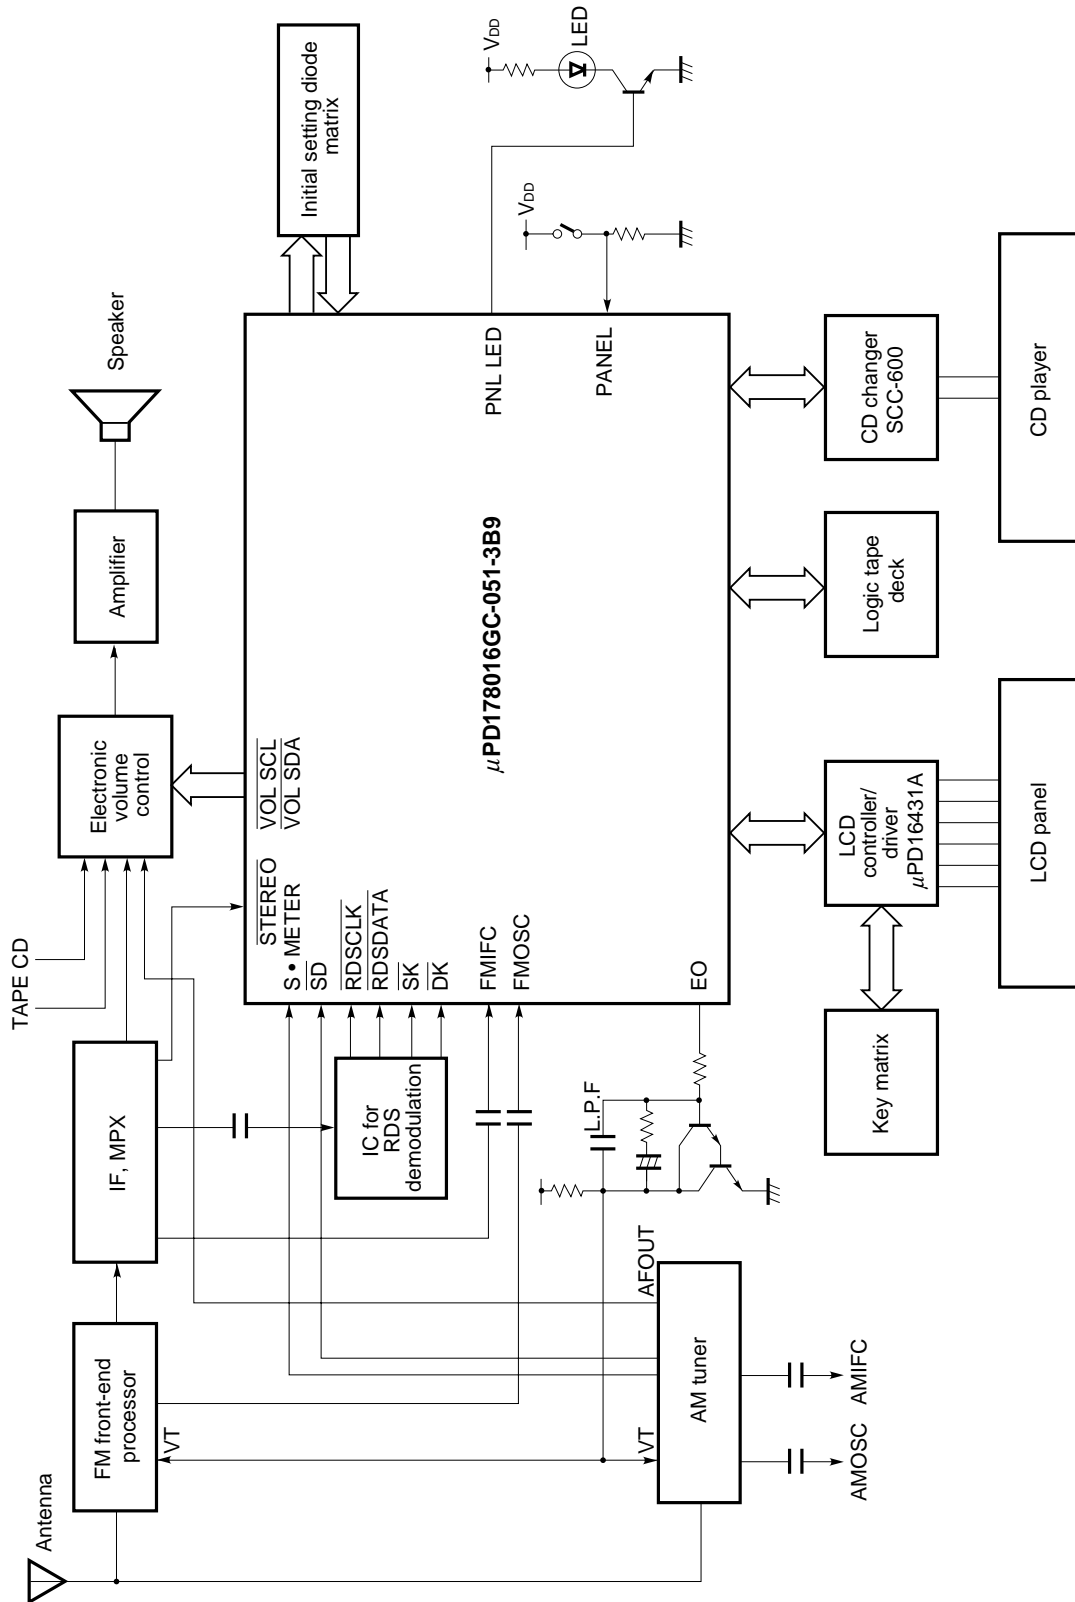 Antenna
FM front-end
processor
VT
IF, MPX
TAPE CD
Electronic
volume
control
Amplifier
Speaker
AM tuner
VT
AFOUT
AMOSC
AMIFC
L.P.F
IC for
RDS
demodulation
STEREO
S • METER
SD
RDSCLK
RDSDATA
SK
DK
FMIFC
FMOSC
EO
VOL SCL
VOL SDA
μPD178016GC-051-3B9
PNL LED
PANEL
Initial setting diode
matrix
VDD
LED
VDD
Key matrix
LCD
controller/
driver
μPD16431A
LCD panel
Logic tape
deck
CD changer
SCC-600
CD player